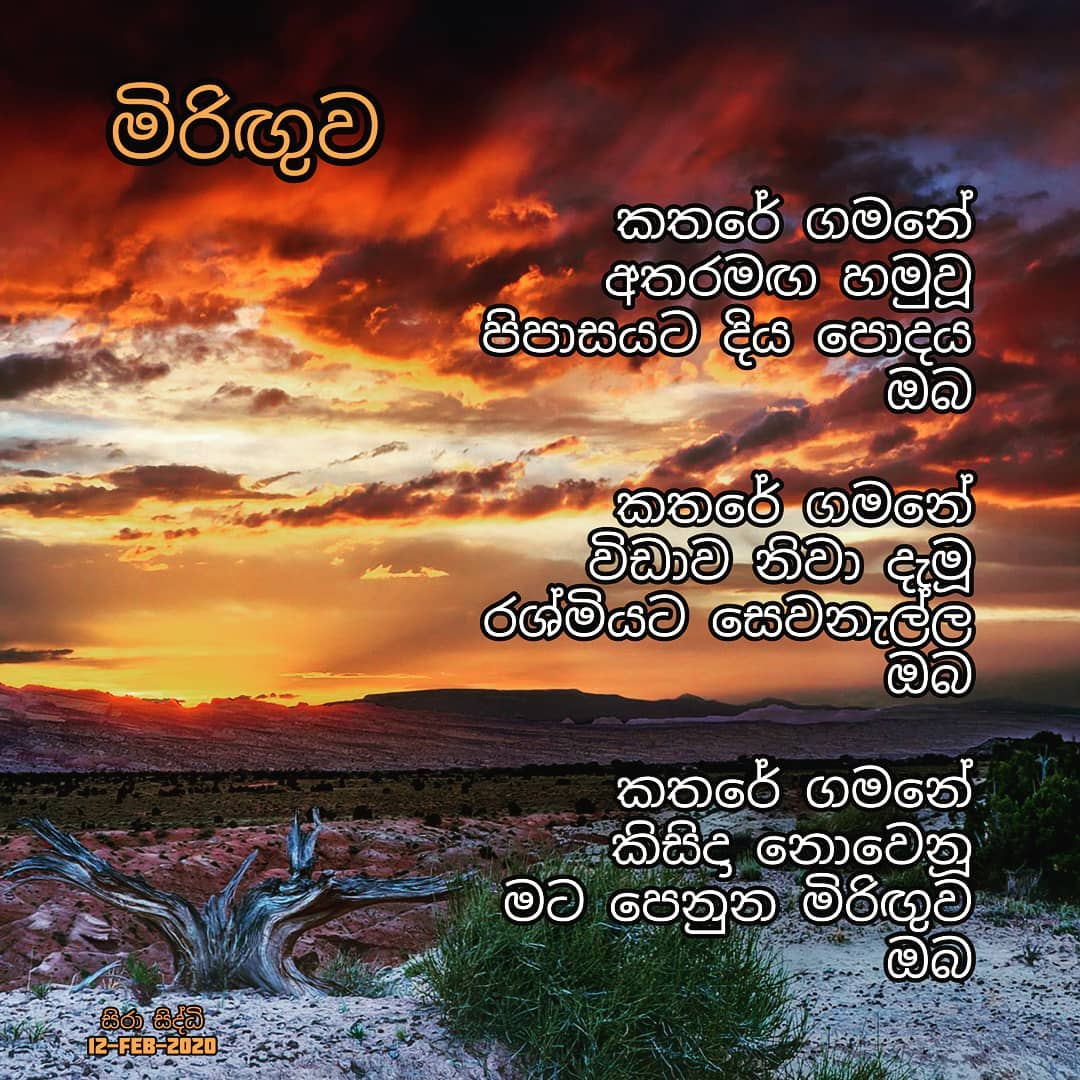 මිරිඟුව
කතරේ ගමනේ
අතරමඟ හමුවූ
පිපාසයට දිය පොදය
ඔබ
කතරේ ගමනේ
විඩාව නිවා දැමූ
රශ්මියට සෙවනැල්ල
ඔබ
කතරේ ගමනේ
කිසිදා නොවෙනූ
මට පෙනුන මිරිඟුව
ඔබ
සිරා සිද්ධි
12-FEB-2020